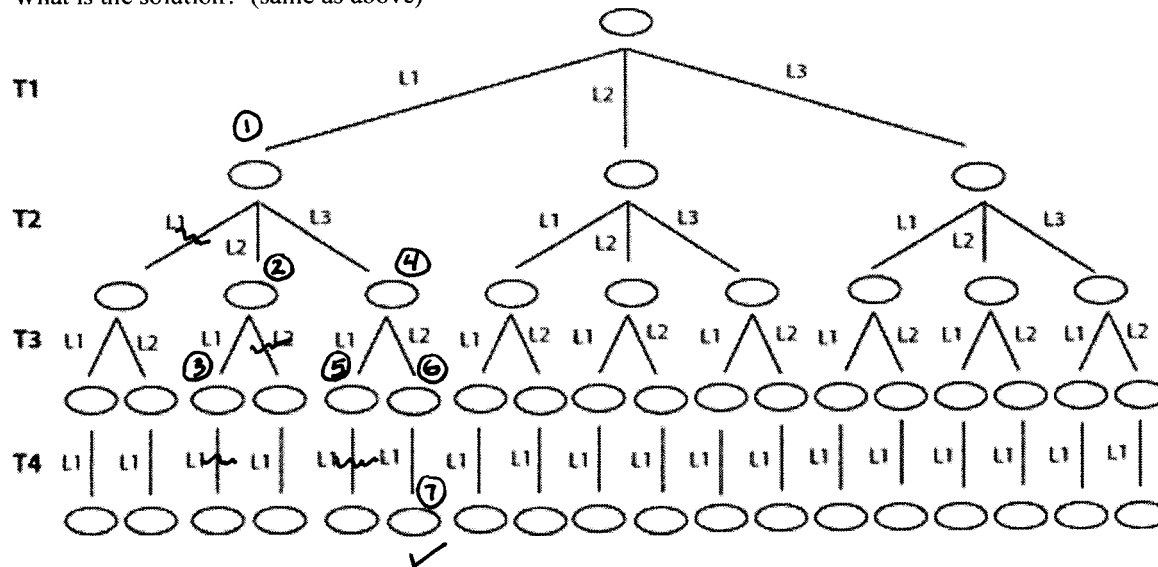 What is the solution? (same as above)
T1 L1 L2 L3
①
T2 L1 L2 L3 L1 L2 L3 L1 L2 L3
② ④
T3 L1 L2 L1 L2 L1 L2 L1 L2 L1 L2 L1 L2 L1 L2 L1 L2 L1 L2
③ ⑤ ⑥
T4 L1 L1 L1 L1 L1 L1 L1 L1 L1 L1 L1 L1 L1 L1 L1 L1 L1 L1
⑦